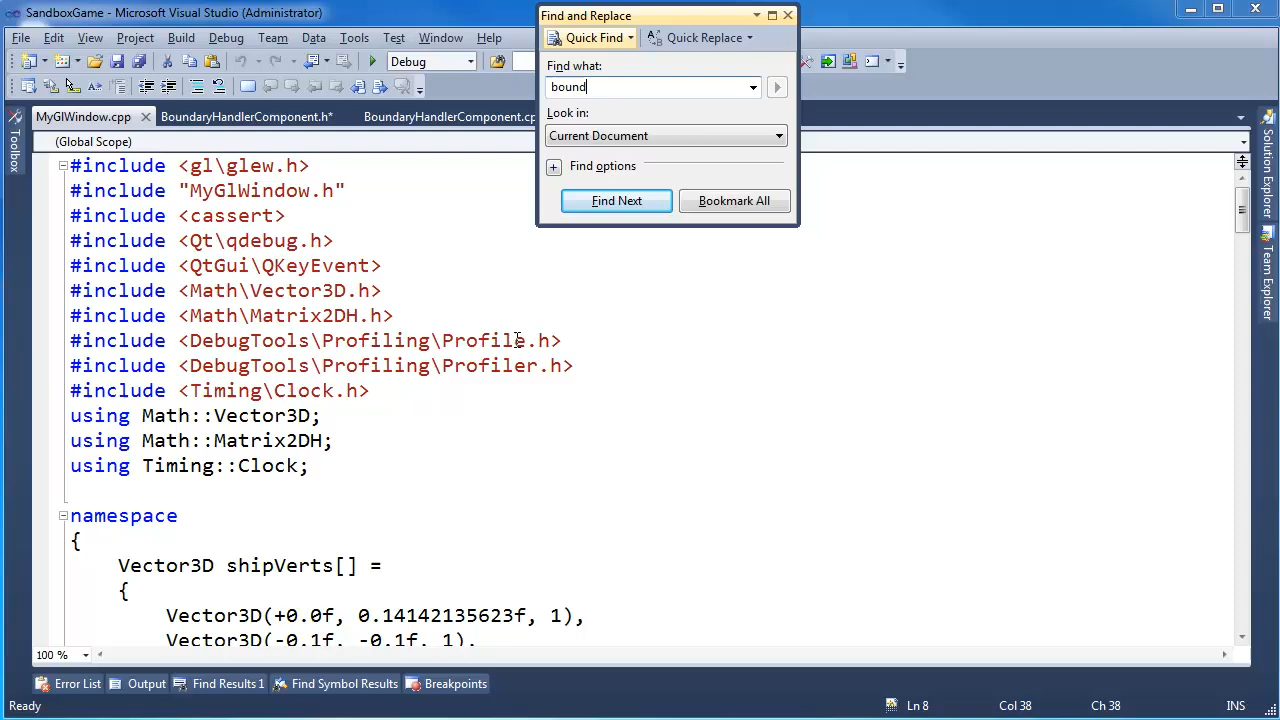 SandboxGame - Microsoft Visual Studio (Administrator)
File Edit View Project Build Debug Team Data Tools Test Window Help
Debug
MyGlWindow.cpp BoundaryHandlerComponent.h* BoundaryHandlerComponent.cp
(Global Scope)
Find and Replace
Quick Find Quick Replace
Find what:
bound
Look in:
Current Document
Find options
Find Next Bookmark All
#include <gl\glew.h>
#include "MyGlWindow.h"
#include <cassert>
#include <Qt\qdebug.h>
#include <QtGui\QKeyEvent>
#include <Math\Vector3D.h>
#include <Math\Matrix2DH.h>
#include <DebugTools\Profiling\Profile.h>
#include <DebugTools\Profiling\Profiler.h>
#include <Timing\Clock.h>
using Math::Vector3D;
using Math::Matrix2DH;
using Timing::Clock;
namespace
{
Vector3D shipVerts[] =
{
Vector3D(+0.0f, 0.14142135623f, 1),
Vector3D(-0.1f, -0.1f, 1),
Toolbox
Solution Explorer
Team Explorer
100 %
Error List Output Find Results 1 Find Symbol Results Breakpoints
Ready Ln 8 Col 38 Ch 38 INS